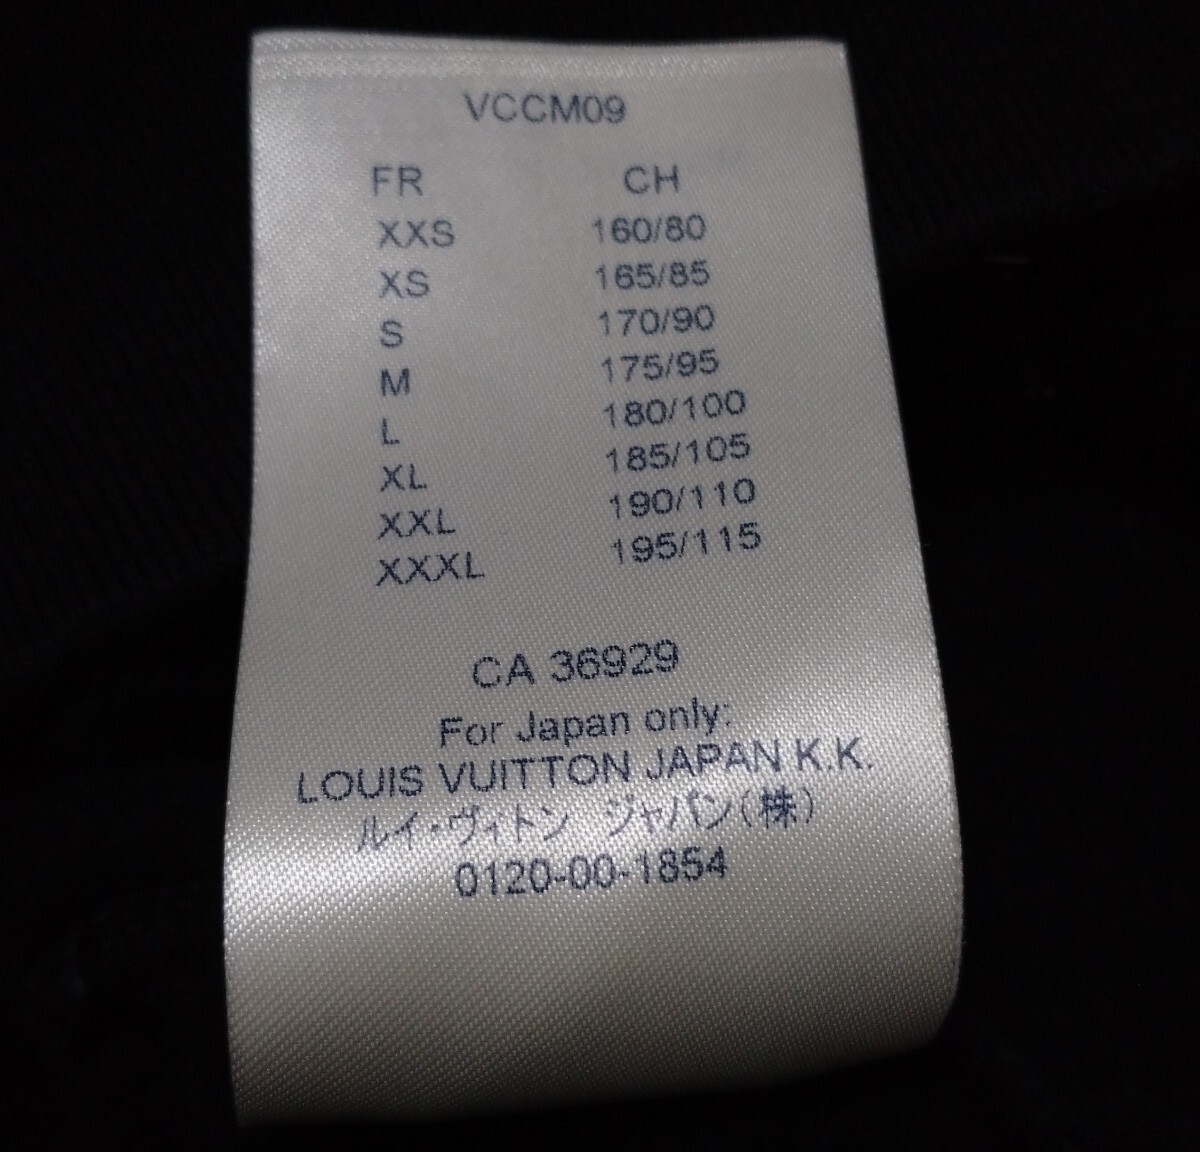 VCCM09
FR CH
XXS 160/80
XS 165/85
S 170/90
M 175/95
L 180/100
XL 185/105
XXL 190/110
XXXL 195/115
CA 36929
For Japan only:
LOUIS VUITTON JAPAN K.K.
ルイ・ヴィトン ジャパン(株)
0120-00-1854